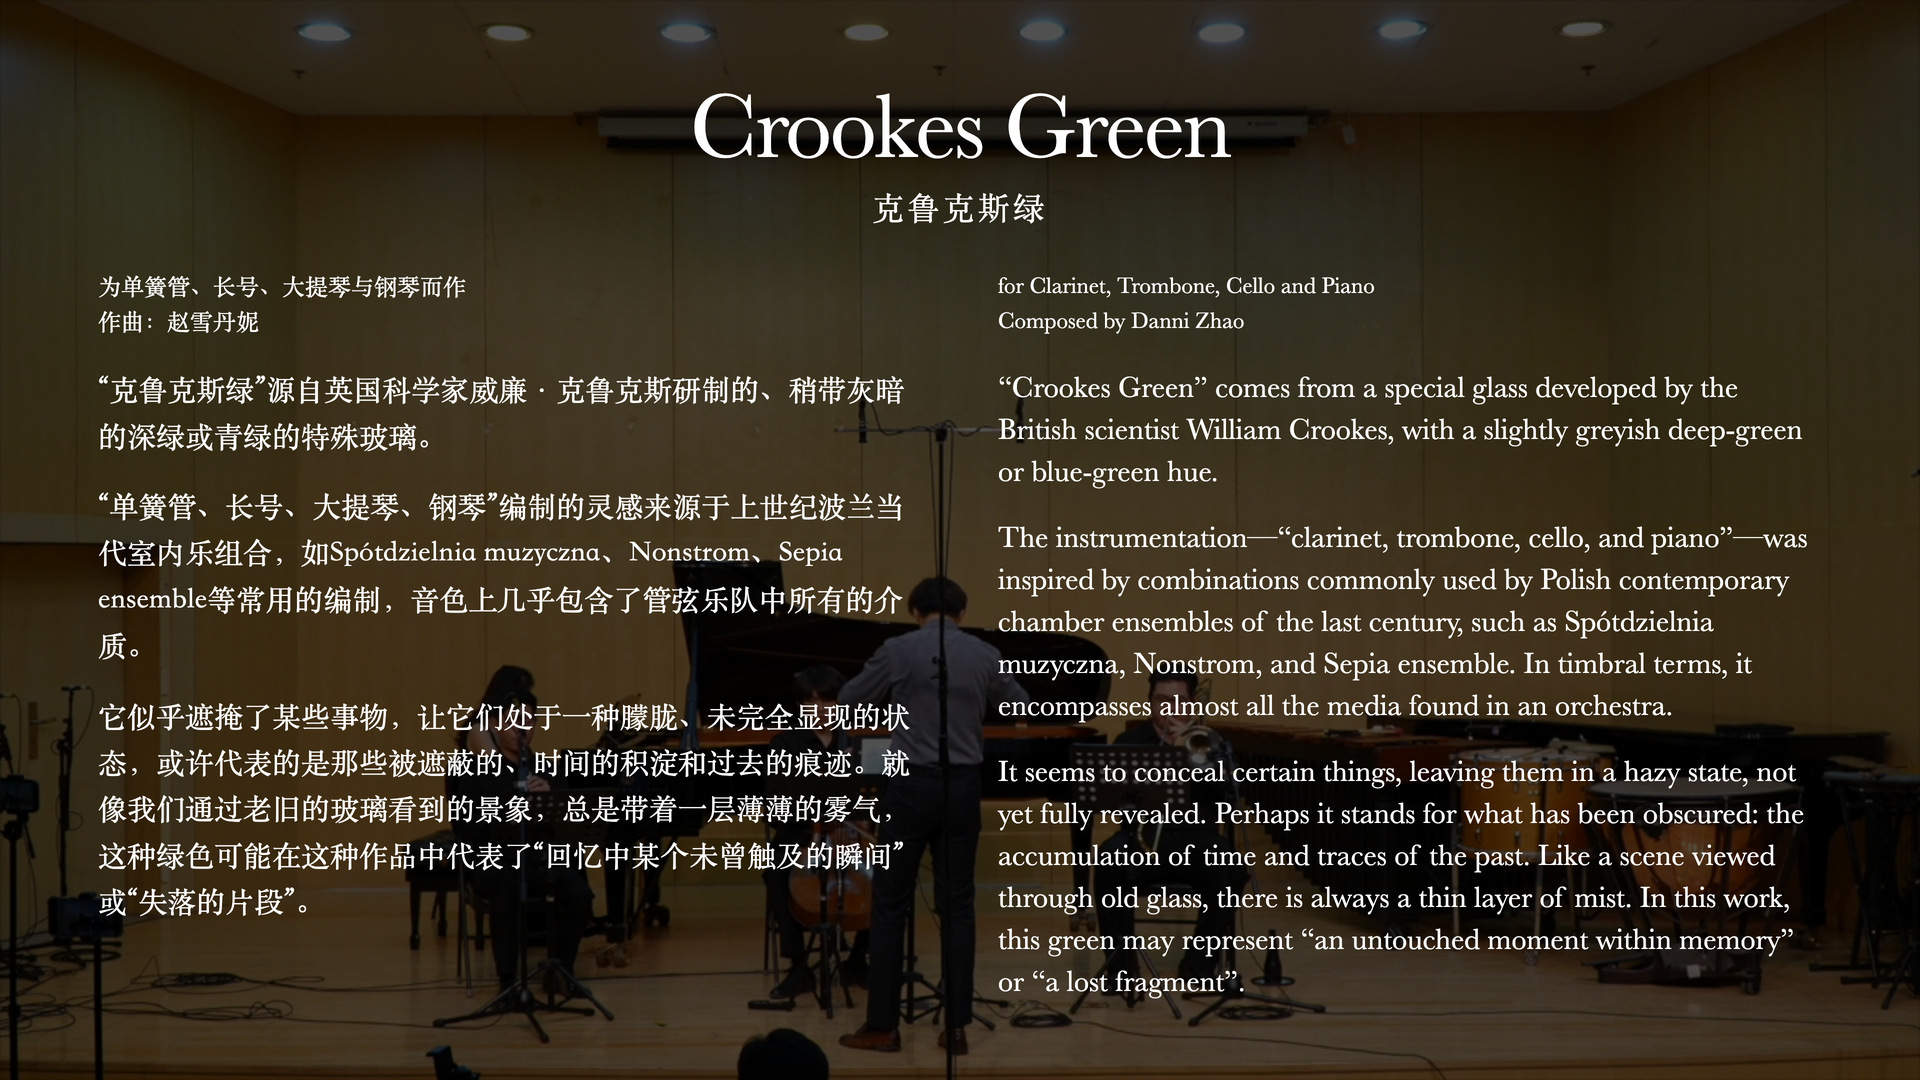 Crookes Green
克鲁克斯绿
为单簧管、长号、大提琴与钢琴而作
作曲：赵雪丹妮
“克鲁克斯绿”源自英国科学家威廉·克鲁克斯研制的、稍带灰暗
的深绿或青绿的特殊玻璃。
“单簧管、长号、大提琴、钢琴”编制的灵感来源于上世纪波兰当
代室内乐组合，如Spótdzielnia muzyczna、Nonstrom、Sepia
ensemble等常用的编制，音色上几乎包含了管弦乐队中所有的介
质。
它似乎遮掩了某些事物，让它们处于一种朦胧、未完全显现的状
态，或许代表的是那些被遮蔽的、时间的积淀和过去的痕迹。就
像我们通过老旧的玻璃看到的景象，总是带着一层薄薄的雾气，
这种绿色可能在这种作品中代表了“回忆中某个未曾触及的瞬间”
或“失落的片段”。
for Clarinet, Trombone, Cello and Piano
Composed by Danni Zhao
“Crookes Green” comes from a special glass developed by the
British scientist William Crookes, with a slightly greyish deep-green
or blue-green hue.
The instrumentation—“clarinet, trombone, cello, and piano”—was
inspired by combinations commonly used by Polish contemporary
chamber ensembles of the last century, such as Spótdzielnia
muzyczna, Nonstrom, and Sepia ensemble. In timbral terms, it
encompasses almost all the media found in an orchestra.
It seems to conceal certain things, leaving them in a hazy state, not
yet fully revealed. Perhaps it stands for what has been obscured: the
accumulation of time and traces of the past. Like a scene viewed
through old glass, there is always a thin layer of mist. In this work,
this green may represent “an untouched moment within memory”
or “a lost fragment”.